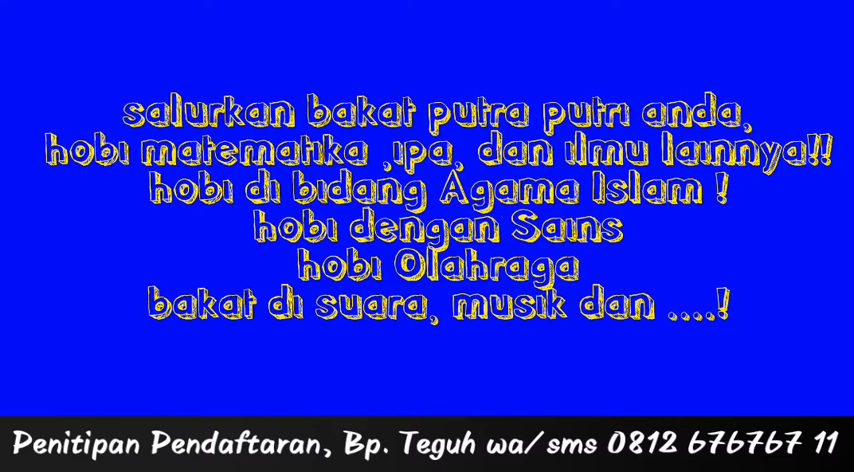 salurkan bakat putra putri anda,
hobi matematika ,ipa, dan ilmu lainnya!!
hobi di bidang Agama Islam !
hobi dengan Sains
hobi Olahraga
bakat di suara, musik dan ....!
Penitipan Pendaftaran, Bp. Teguh wa/sms 0812 676767 11